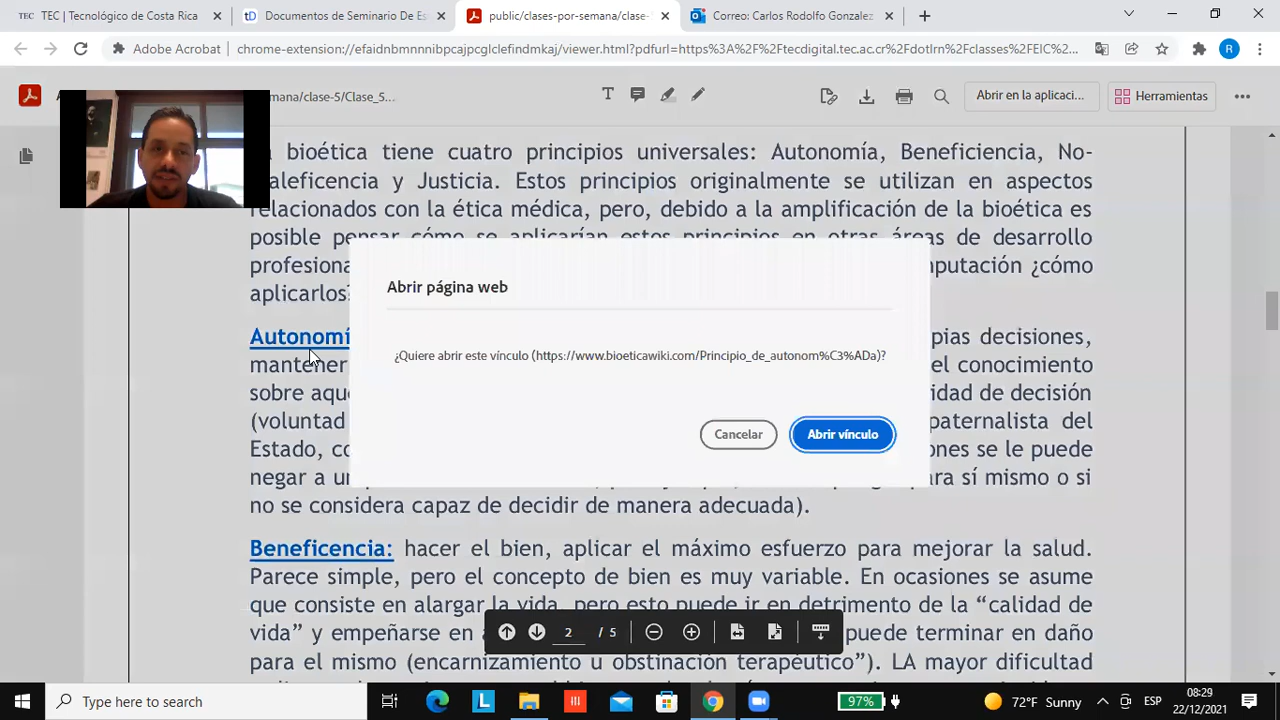 TEC | Tecnológico de Costa Rica
Documentos de Seminario De Es
public/clases-por-semana/clase-
Correo: Carlos Rodolfo Gonzalez
Adobe Acrobat
chrome-extension://efaidnbmnnnibpcajpcglclefindmkaj/viewer.html?pdfurl=https%3A%2F%2Ftecdigital.tec.ac.cr%2Fdotlrn%2Fclasses%2FEIC%2...
R
mana/clase-5/Clase_5...
Abrir en la aplicaci...
Herramientas
bioética tiene cuatro principios universales: Autonomía, Beneficiencia, No-
aleficencia y Justicia. Estos principios originalmente se utilizan en aspectos
relacionados con la ética médica, pero, debido a la amplificación de la bioética es
posible pensar cómo se aplicarían estos principios en otras áreas de desarrollo
profesiona
mputación ¿cómo
aplicarlos?
Abrir página web
¿Quiere abrir este vínculo (https://www.bioeticawiki.com/Principio_de_autonom%C3%ADa)?
Cancelar
Abrir vínculo
Autonomí
pias decisiones,
mantener
el conocimiento
sobre aque
idad de decisión
(voluntad
paternalista del
Estado, co
ones se le puede
negar a un
para sí mismo o si
no se considera capaz de decidir de manera adecuada).
Beneficencia: hacer el bien, aplicar el máximo esfuerzo para mejorar la salud.
Parece simple, pero el concepto de bien es muy variable. En ocasiones se asume
que consiste en alargar la vida, pero esto puede ir en detrimento de la “calidad de
vida” y empeñarse en a
puede terminar en daño
2 / 5
para el mismo (encarnizamiento u obstinación terapéutico”). LA mayor dificultad
Type here to search
97%
72°F Sunny
ESP
08:29
22/12/2021